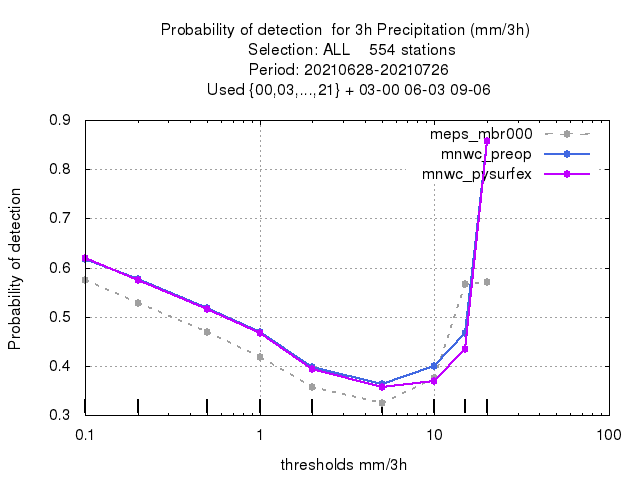 Probability of detection  for 3h Precipitation (mm/3h)
Selection: ALL    554 stations
Period: 20210628-20210726
Used {00,03,...,21} + 03-00 06-03 09-06
meps_mbr000
mnwc_preop
mnwc_pysurfex
Probability of detection
0.9
0.8
0.7
0.6
0.5
0.4
0.3
0.1 1 10 100
thresholds mm/3h